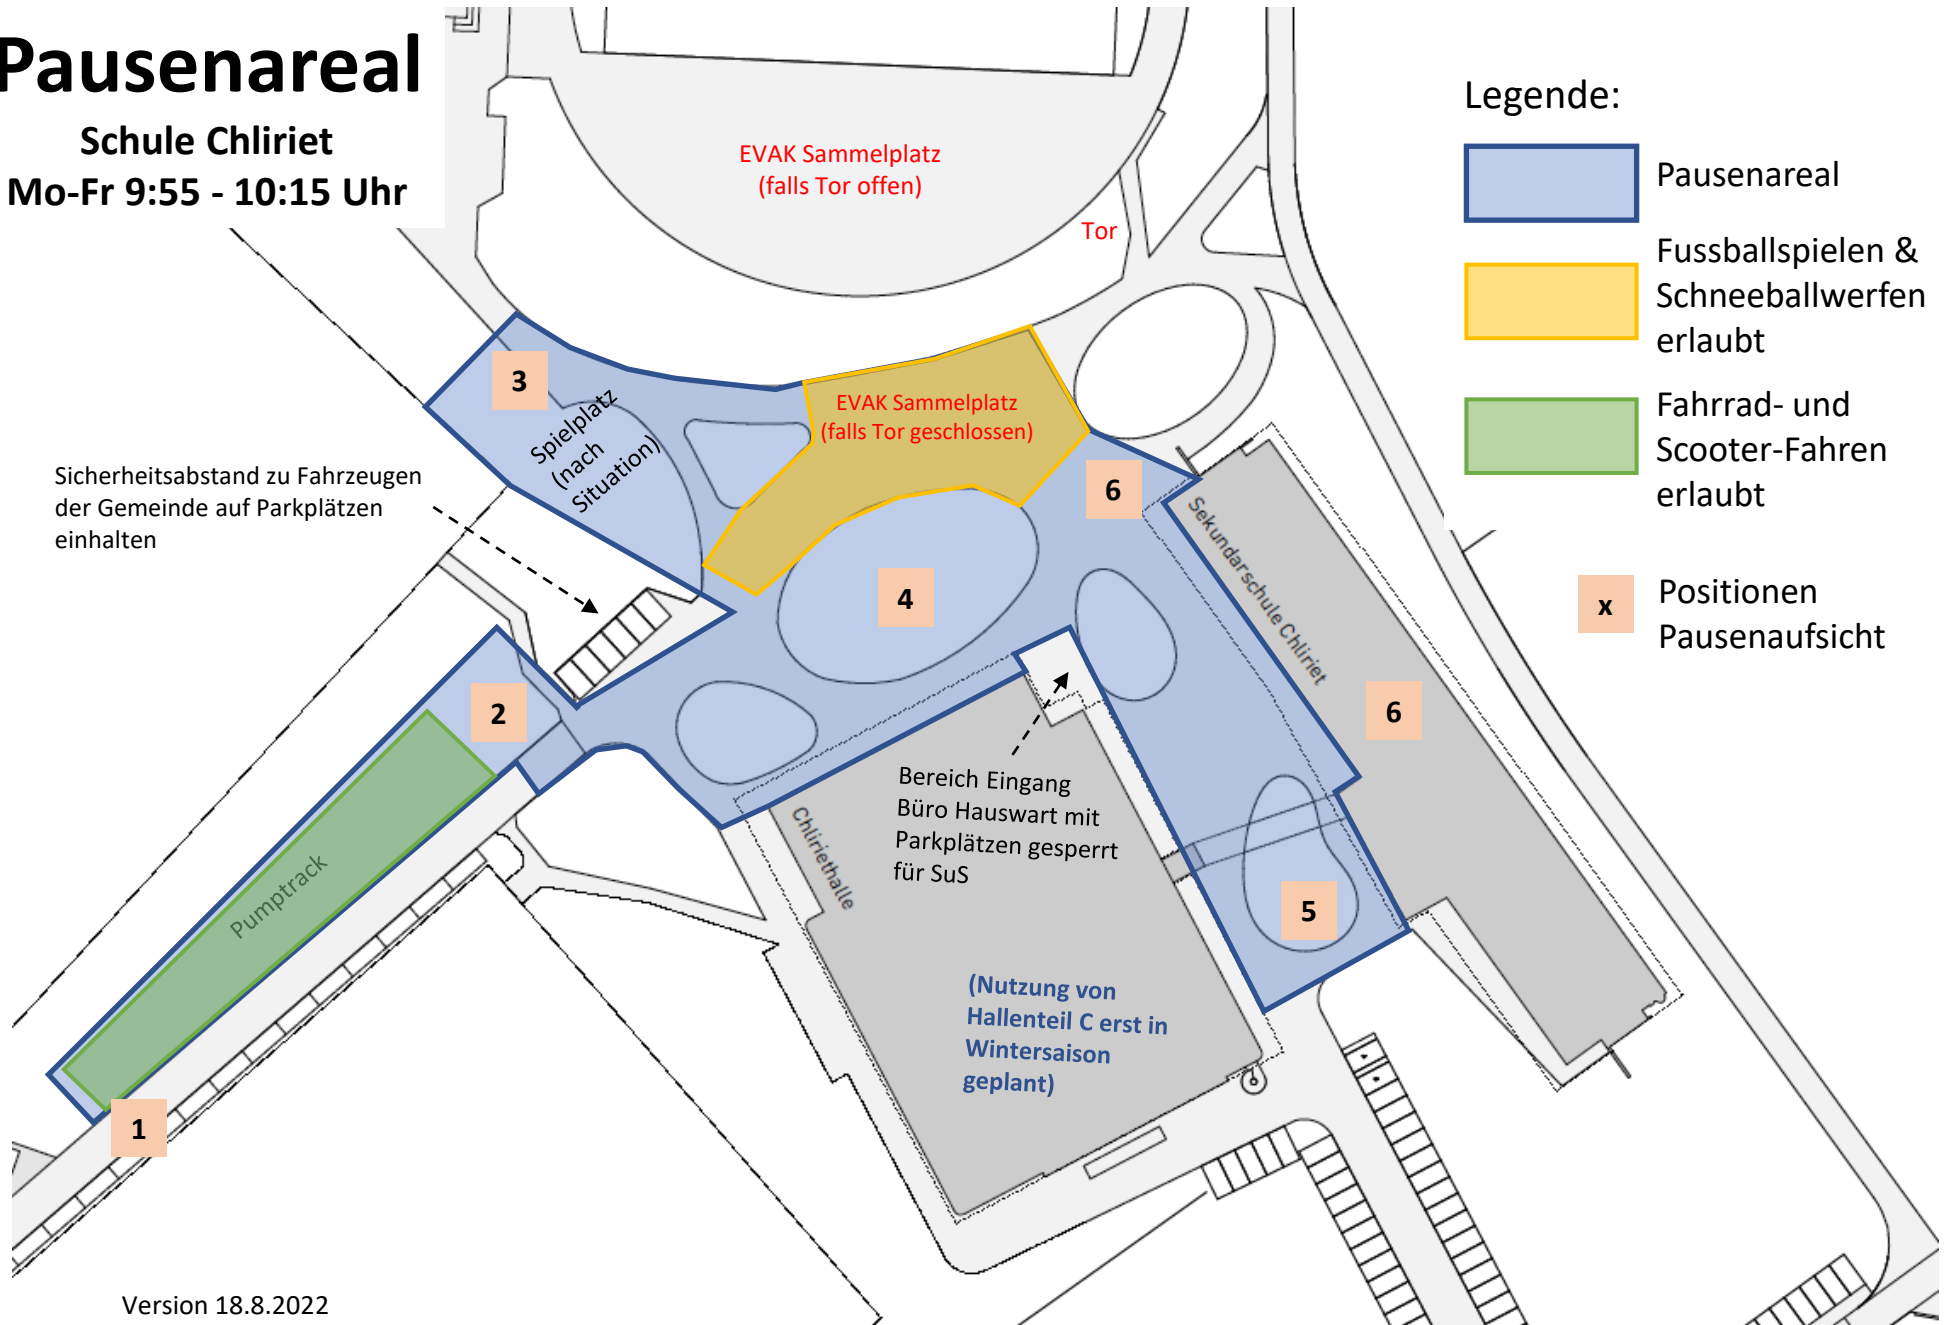 Pausenareal
Schule Chliriet
Mo-Fr 9:55 - 10:15 Uhr
EVAK Sammelplatz
(falls Tor offen)
Tor
Legende:
Pausenareal
Fussballspielen &
Schneeballwerfen
erlaubt
Fahrrad- und
Scooter-Fahren
erlaubt
x
Positionen
Pausenaufsicht
3
Spielplatz
(nach
Situation)
EVAK Sammelplatz
(falls Tor geschlossen)
6
Sicherheitsabstand zu Fahrzeugen
der Gemeinde auf Parkplätzen
einhalten
4
Sekundarschule Chliriet
6
2
Bereich Eingang
Büro Hauswart mit
Parkplätzen gesperrt
für SuS
Chliriethalle
Pumptrack
5
(Nutzung von
Hallenteil C erst in
Wintersaison
geplant)
1
Version 18.8.2022